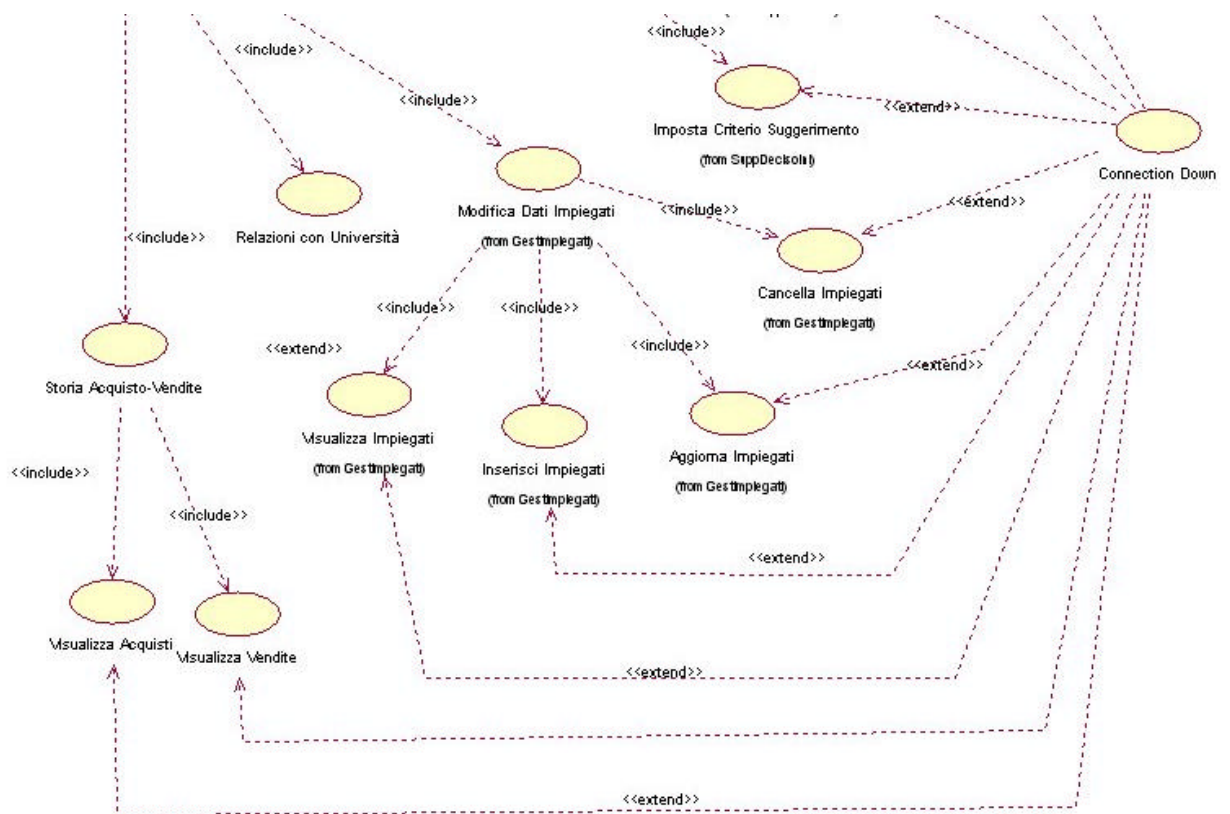 <<include>>
<<include>>
<<include>>
<<extend>>
Imposta Criterio Suggerimento
(from SuppDecisioni)
Connection Down
<<include>>
<<extend>>
Modifica Dati Impiegati
(from GestImpiegati)
Relazioni con Università
<<include>>
Cancella Impiegati
(from GestImpiegati)
<<include>>
<<include>>
<<include>>
<<extend>>
<<extend>>
Storia Acquisto-Vendite
Visualizza Impiegati
(from GestImpiegati)
Inserisci Impiegati
(from GestImpiegati)
Aggiorna Impiegati
(from GestImpiegati)
<<include>>
<<include>>
<<extend>>
Visualizza Acquisti
Visualizza Vendite
<<extend>>
<<extend>>